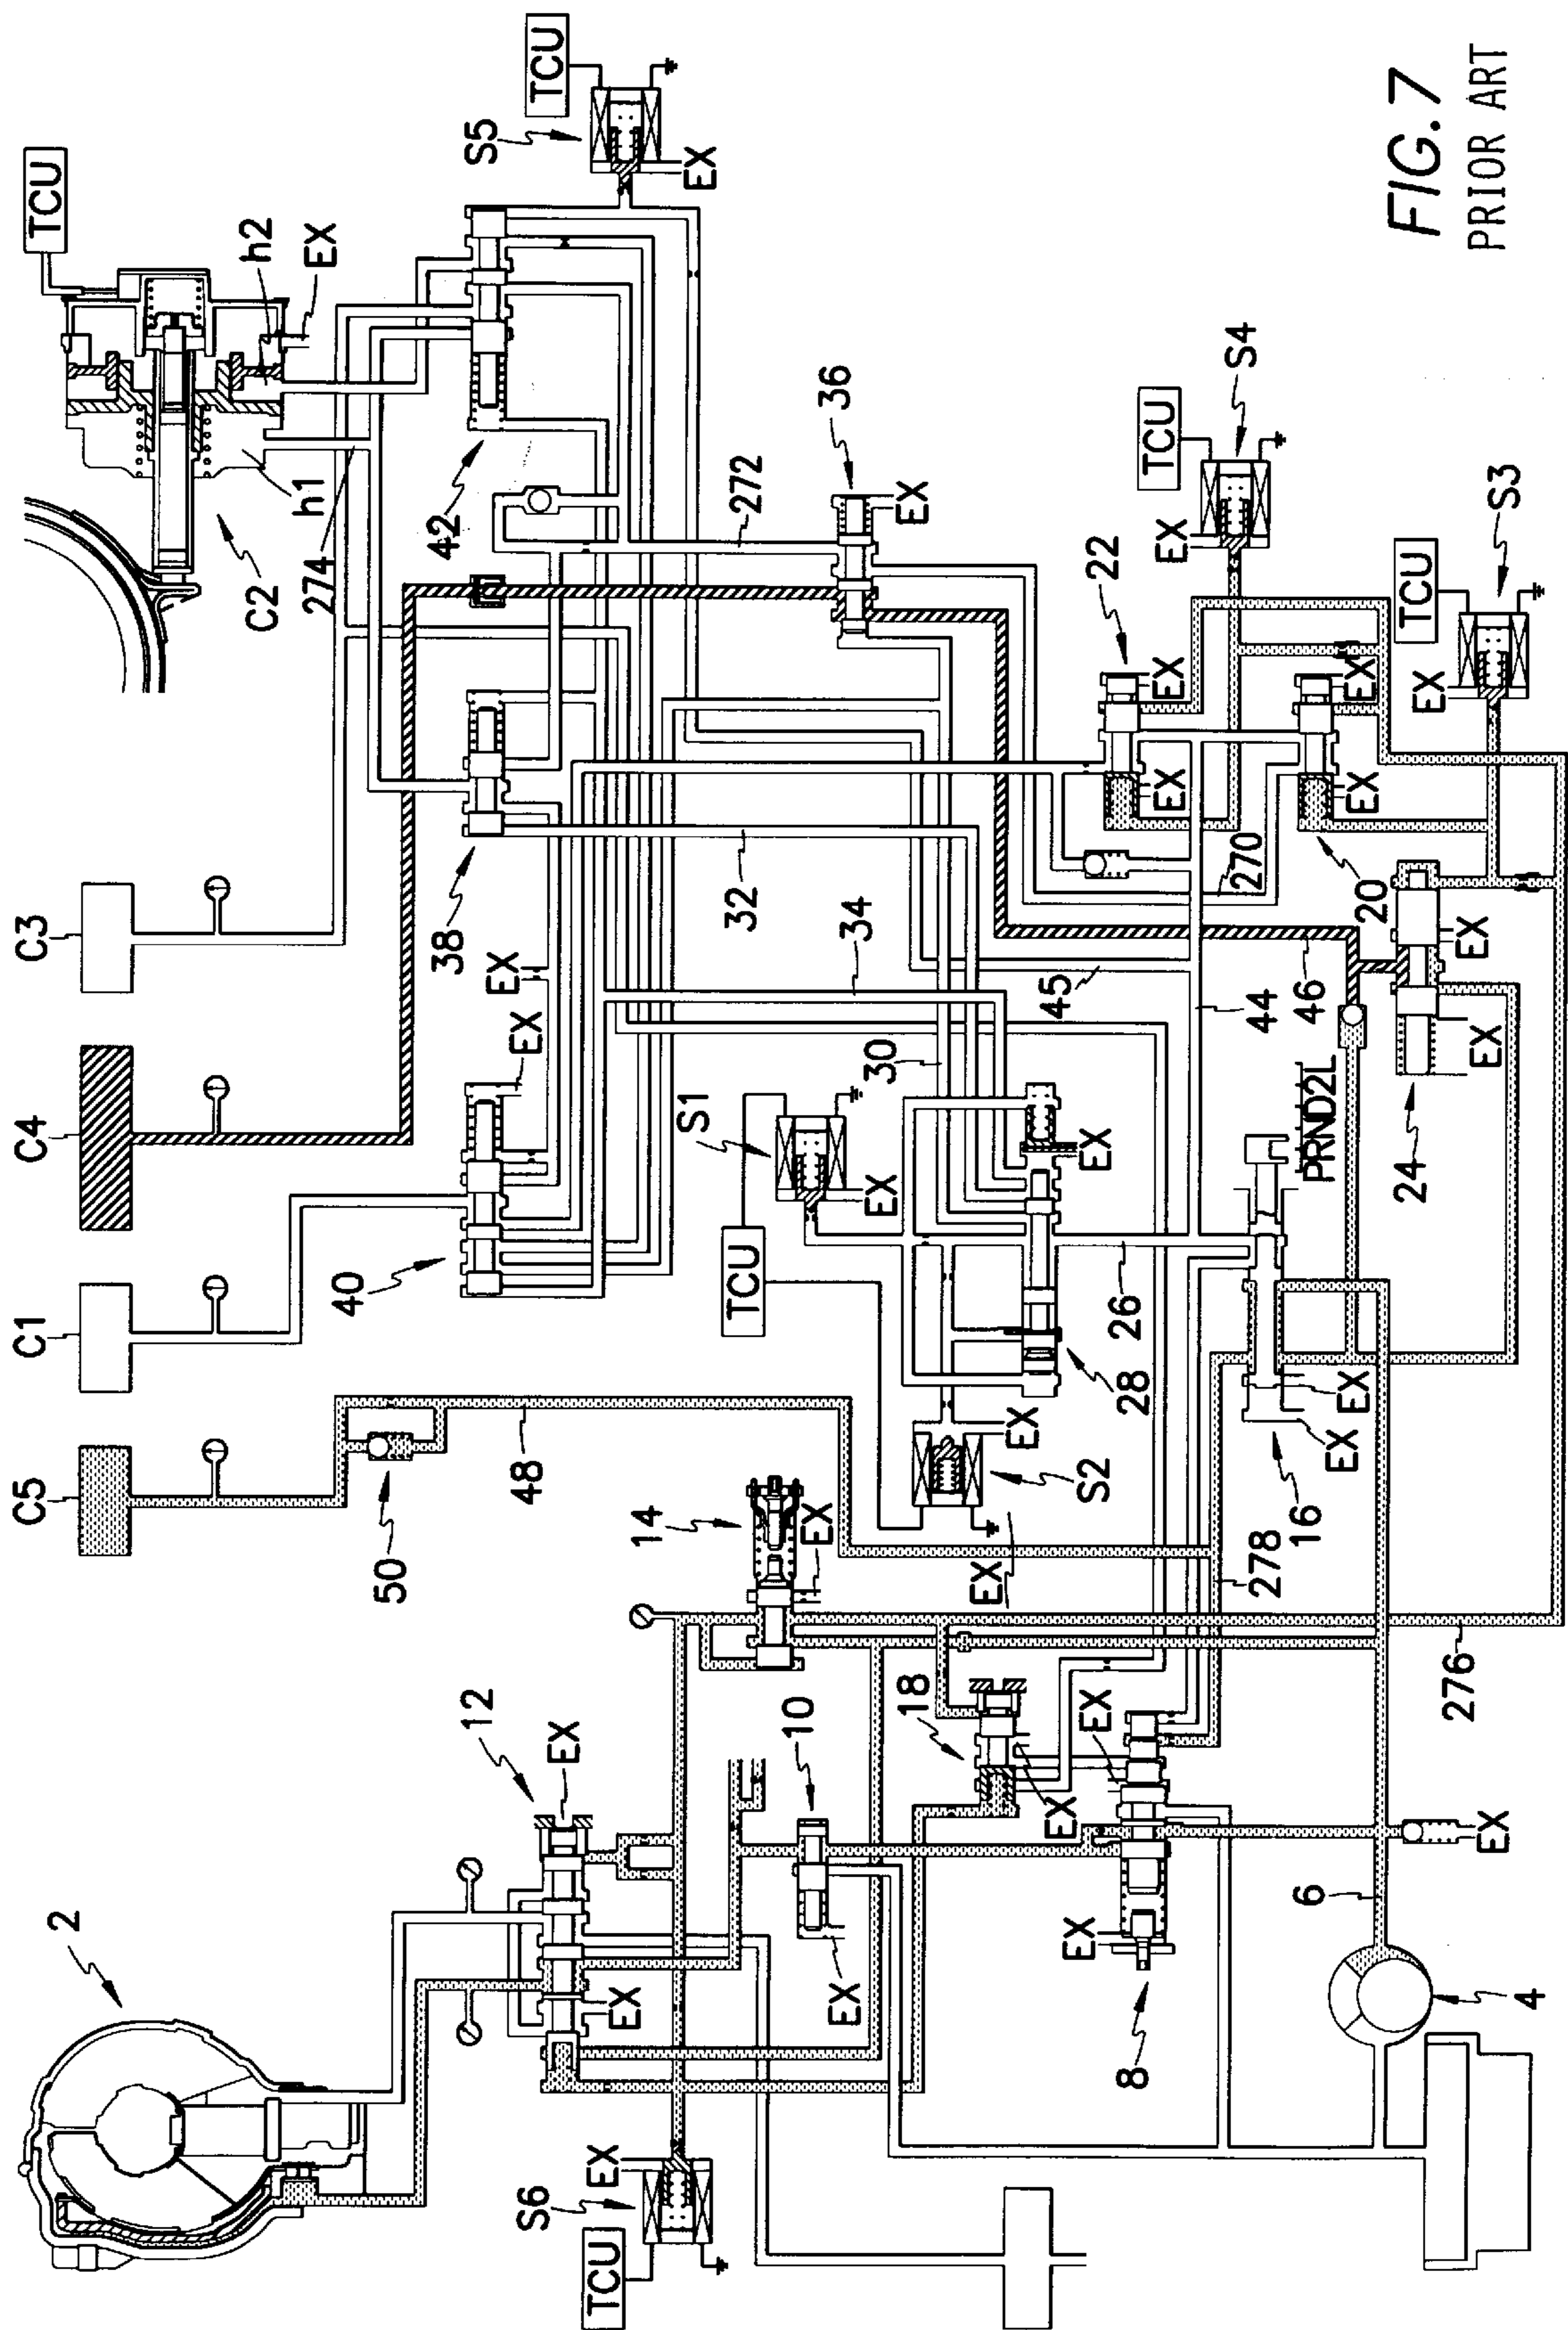 FIG. 7
PRIOR ART
2
12
EX
C5
C1
C4
C3
TCU
h2
EX
h1
C2
274
S5
TCU
EX
42
38
40
EX
EX
50
48
S6
TCU
EX
EX
10
EX
14
EX
TCU
S1
EX
32
34
30
272
36
EX
18
EX
EX
EX
S2
EX
28
26
EX
45
44
46
270
22
EX
EX
TCU
S4
EX
20
EX
EX
TCU
S3
EX
8
EX
278
16
EX
EX
PRND2L
24
EX
EX
4
6
EX
276